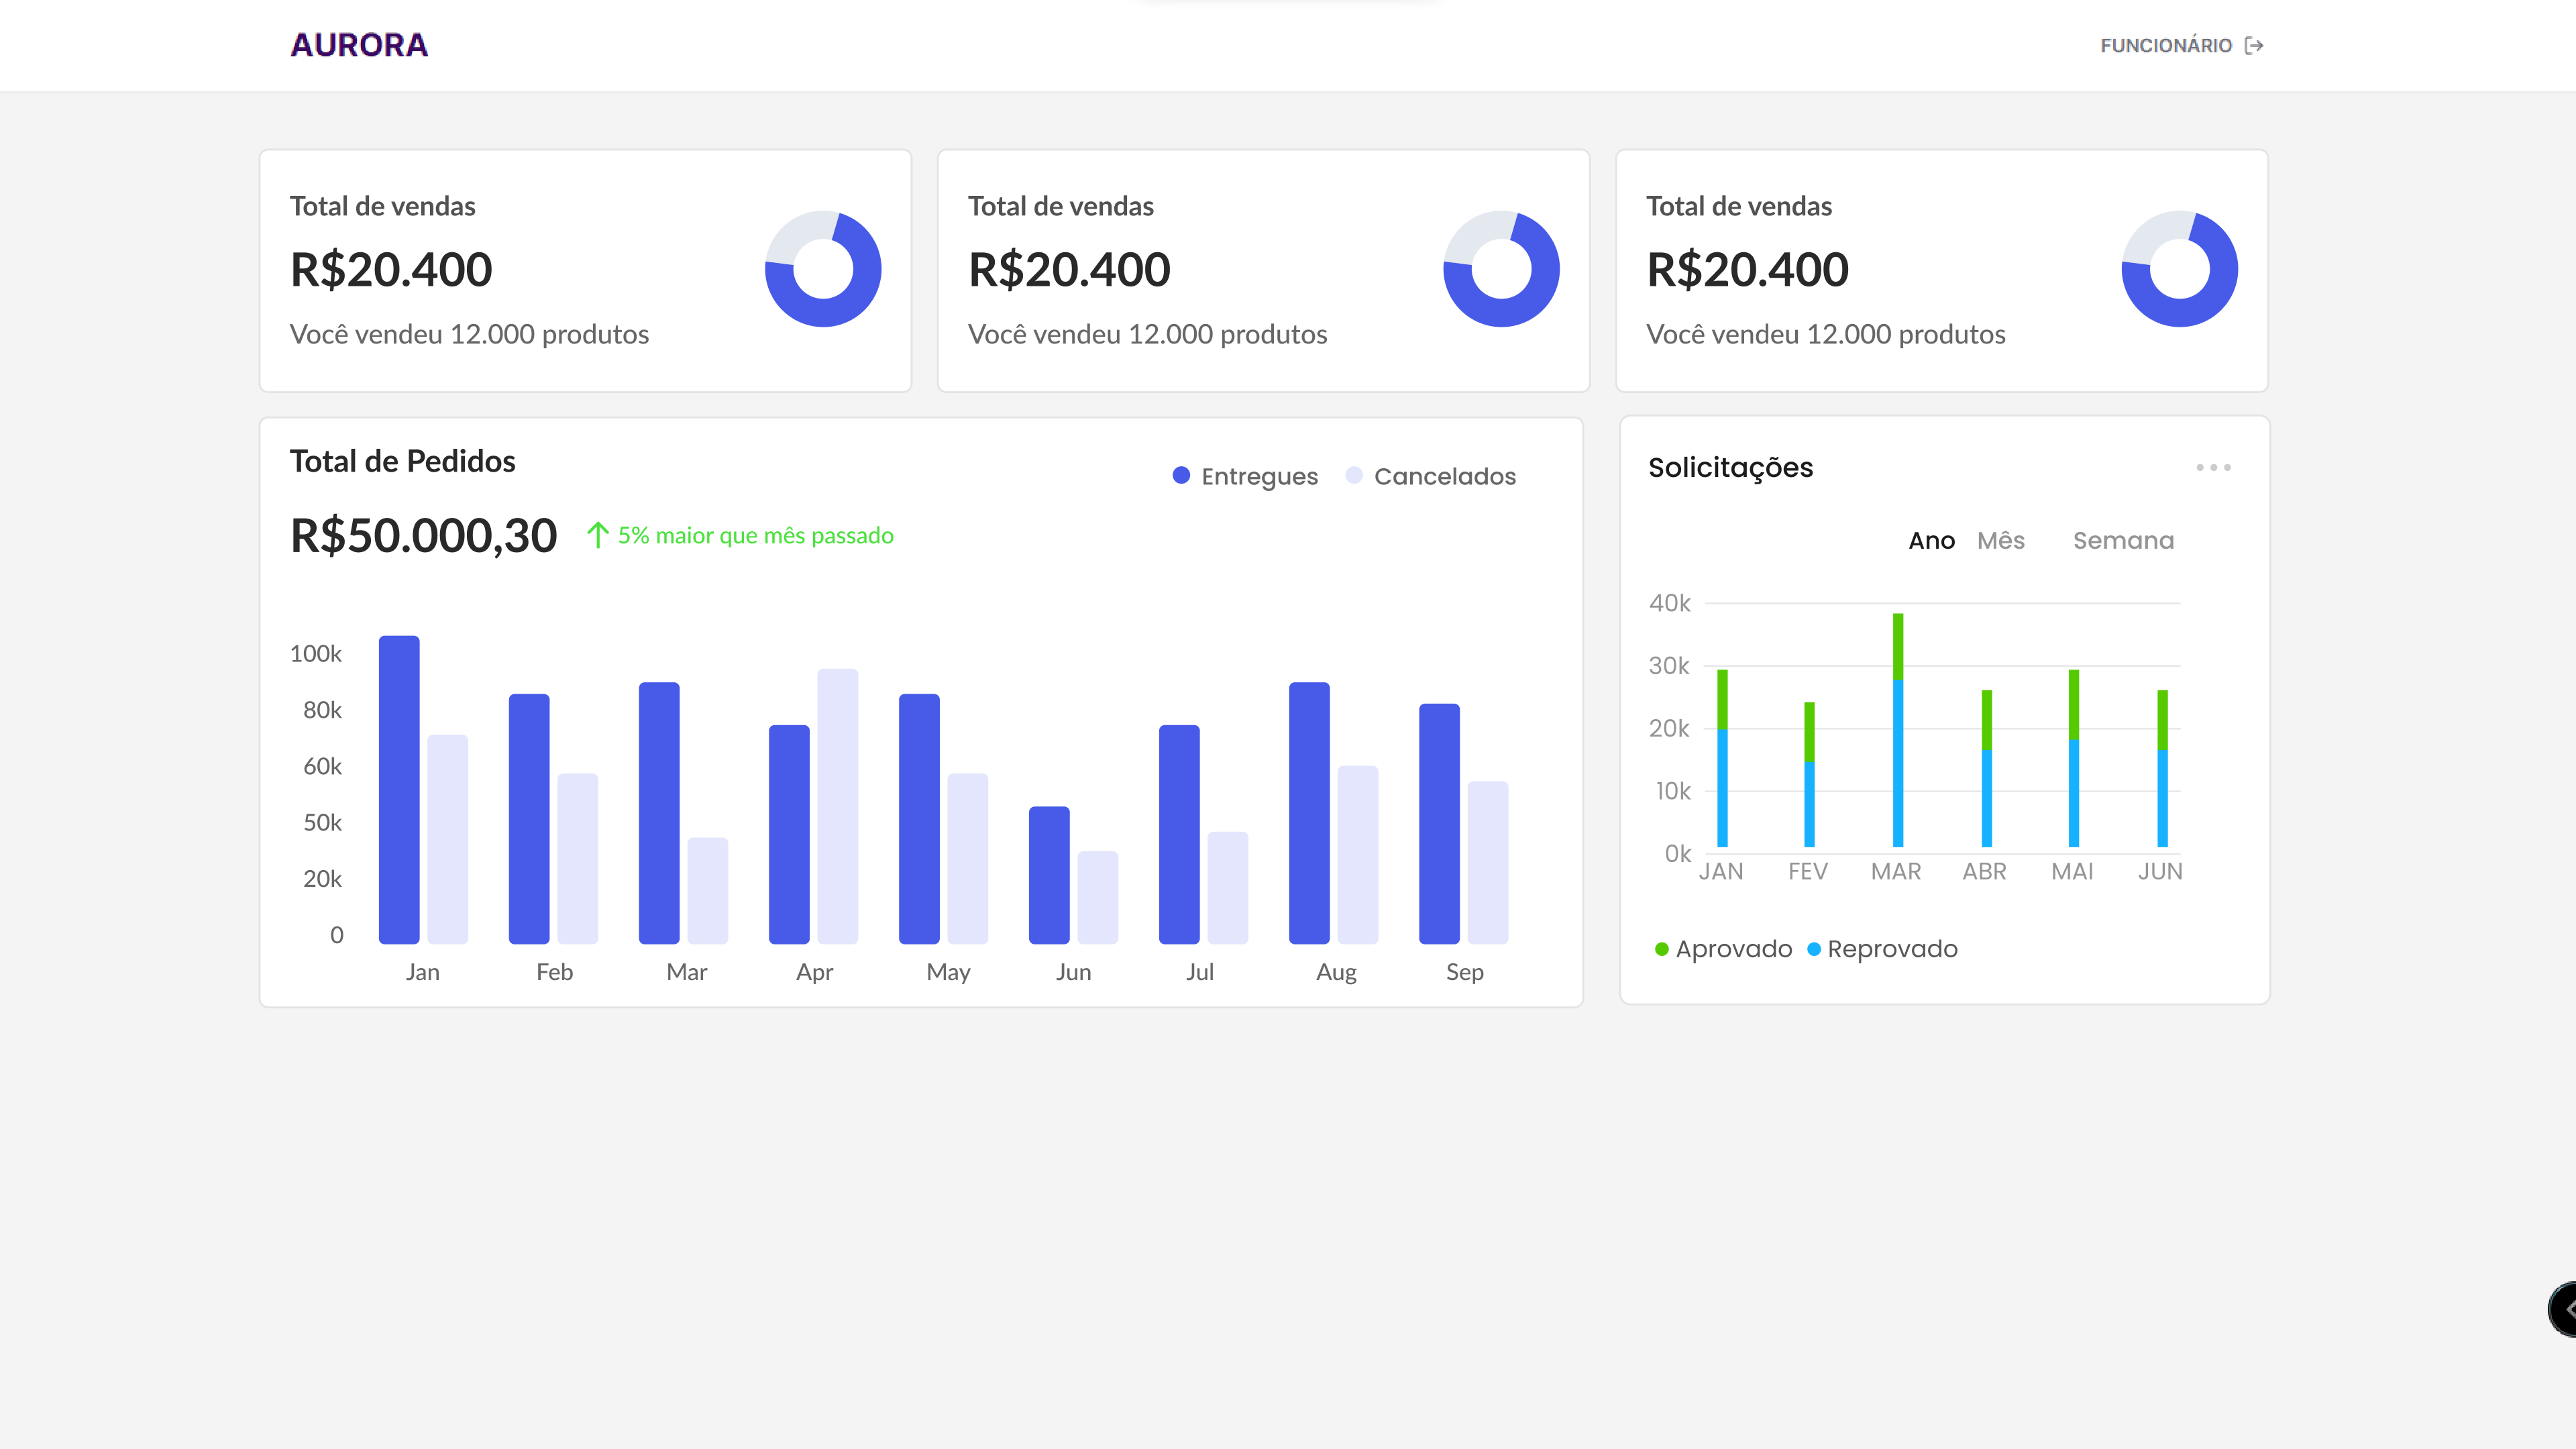 AURORA
FUNCIONÁRIO
Total de vendas
R$20.400
Você vendeu 12.000 produtos
Total de vendas
R$20.400
Você vendeu 12.000 produtos
Total de vendas
R$20.400
Você vendeu 12.000 produtos
Total de Pedidos
Entregues Cancelados
R$50.000,30 5% maior que mês passado
100k
80k
60k
50k
20k
0
Jan Feb Mar Apr May Jun Jul Aug Sep
Solicitações
Ano Mês Semana
40k
30k
20k
10k
0k
JAN FEV MAR ABR MAI JUN
Aprovado Reprovado